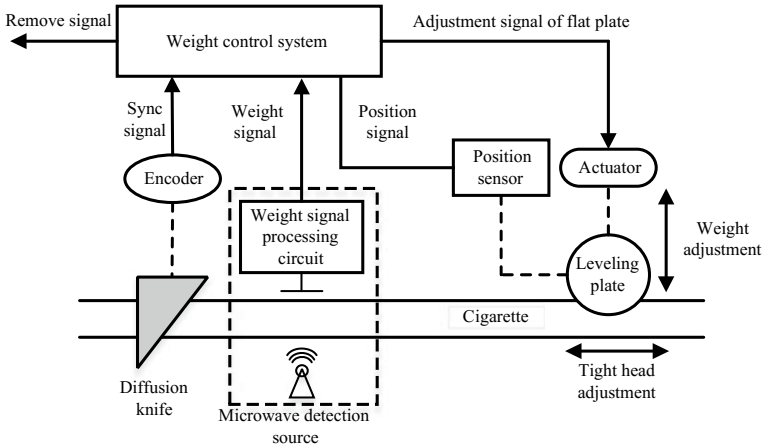 Remove signal
Weight control system
Adjustment signal of flat plate
Sync
signal
Weight
signal
Position
signal
Encoder
Position
sensor
Actuator
Weight signal
processing
circuit
Weight
adjustment
Leveling
plate
Cigarette
Diffusion
knife
Microwave detection
source
Tight head
adjustment